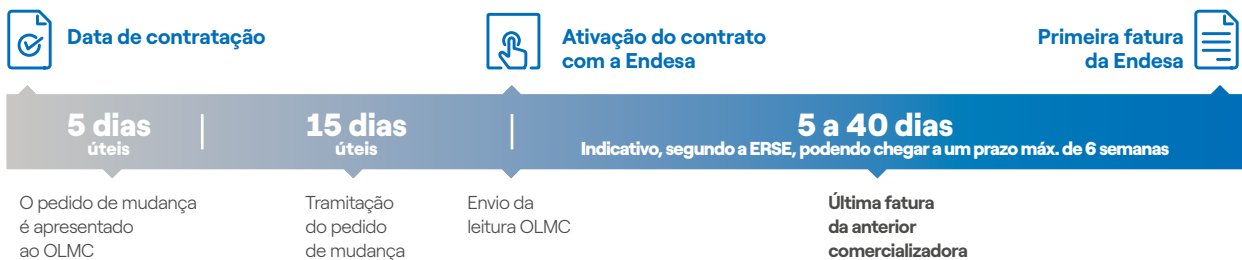 Data de contratação
Ativação do contrato
com a Endesa
Primeira fatura
da Endesa
5 dias
úteis
15 dias
úteis
5 a 40 dias
Indicativo, segundo a ERSE, podendo chegar a um prazo máx. de 6 semanas
O pedido de mudança
é apresentado
ao OLMC
Tramitação
do pedido
de mudança
Envio da
leitura OLMC
Última fatura
da anterior
comercializadora